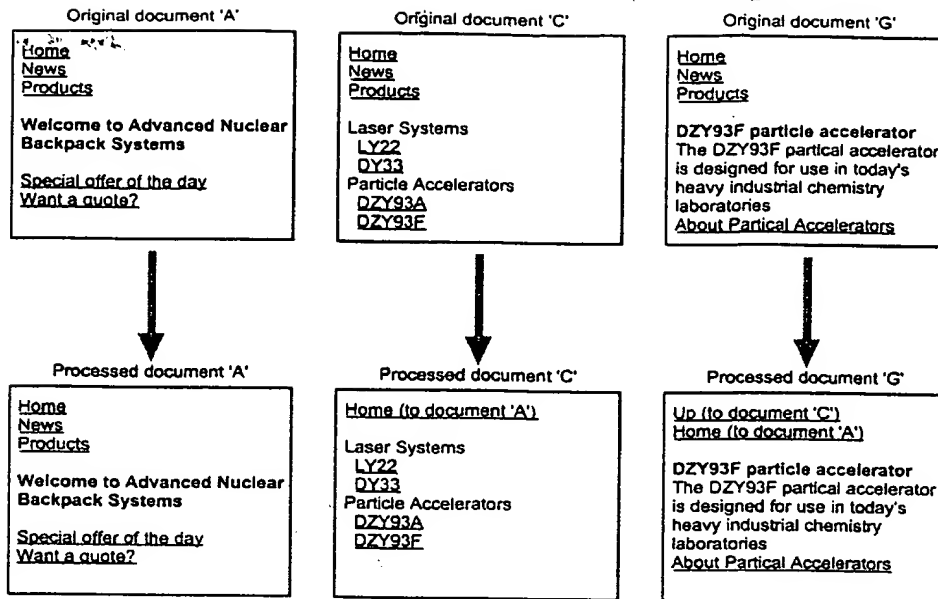 Original document 'A'
Home
News
Products
Welcome to Advanced Nuclear
Backpack Systems
Special offer of the day
Want a quote?
Original document 'C'
Home
News
Products
Laser Systems
LY22
DY33
Particle Accelerators
DZY93A
DZY93F
Original document 'G'
Home
News
Products
DZY93F particle accelerator
The DZY93F partical accelerator
is designed for use in today's
heavy industrial chemistry
laboratories
About Partical Accelerators
Processed document 'A'
Home
News
Products
Welcome to Advanced Nuclear
Backpack Systems
Special offer of the day
Want a quote?
Processed document 'C'
Home (to document 'A')
Laser Systems
LY22
DY33
Particle Accelerators
DZY93A
DZY93F
Processed document 'G'
Up (to document 'C')
Home (to document 'A')
DZY93F particle accelerator
The DZY93F partical accelerator
is designed for use in today's
heavy industrial chemistry
laboratories
About Partical Accelerators